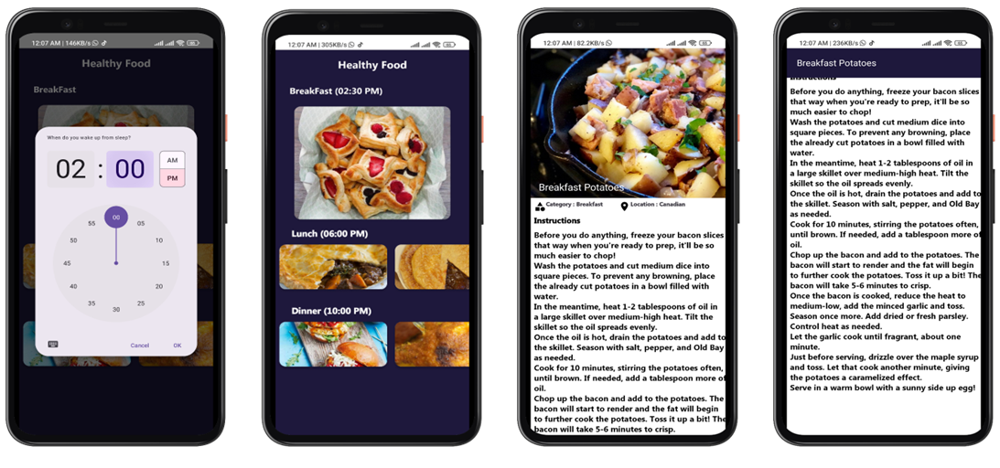 12:07 AM | 146KB/s
Healthy Food
BreakFast
When do you wake up from sleep?
02 : 00
AM
PM
00
05
10
15
20
25
30
35
40
45
50
55
Cancel
OK
12:07 AM | 305KB/s
Healthy Food
BreakFast (02:30 PM)
Lunch (06:00 PM)
Dinner (10:00 PM)
12:07 AM | 82.2KB/s
Breakfast Potatoes
Category : Breakfast
Location : Canadian
Instructions
Before you do anything, freeze your bacon slices
that way when you're ready to prep, it'll be so
much easier to chop!
Wash the potatoes and cut medium dice into
square pieces. To prevent any browning, place
the already cut potatoes in a bowl filled with
water.
In the meantime, heat 1-2 tablespoons of oil in
a large skillet over medium-high heat. Tilt the
skillet so the oil spreads evenly.
Once the oil is hot, drain the potatoes and add to
the skillet. Season with salt, pepper, and Old Bay
as needed.
Cook for 10 minutes, stirring the potatoes often,
until brown. If needed, add a tablespoon more of
oil.
Chop up the bacon and add to the potatoes. The
bacon will start to render and the fat will begin
to further cook the potatoes. Toss it up a bit! The
bacon will take 5-6 minutes to crisp.
12:07 AM | 236KB/s
Breakfast Potatoes
Instructions
Before you do anything, freeze your bacon slices
that way when you're ready to prep, it'll be so
much easier to chop!
Wash the potatoes and cut medium dice into
square pieces. To prevent any browning, place
the already cut potatoes in a bowl filled with
water.
In the meantime, heat 1-2 tablespoons of oil in
a large skillet over medium-high heat. Tilt the
skillet so the oil spreads evenly.
Once the oil is hot, drain the potatoes and add to
the skillet. Season with salt, pepper, and Old Bay
as needed.
Cook for 10 minutes, stirring the potatoes often,
until brown. If needed, add a tablespoon more of
oil.
Chop up the bacon and add to the potatoes. The
bacon will start to render and the fat will begin
to further cook the potatoes. Toss it up a bit! The
bacon will take 5-6 minutes to crisp.
Once the bacon is cooked, reduce the heat to
medium-low, add the minced garlic and toss.
Season once more. Add dried or fresh parsley.
Control heat as needed.
Let the garlic cook until fragrant, about one
minute.
Just before serving, drizzle over the maple syrup
and toss. Let that cook another minute, giving
the potatoes a caramelized effect.
Serve in a warm bowl with a sunny side up egg!